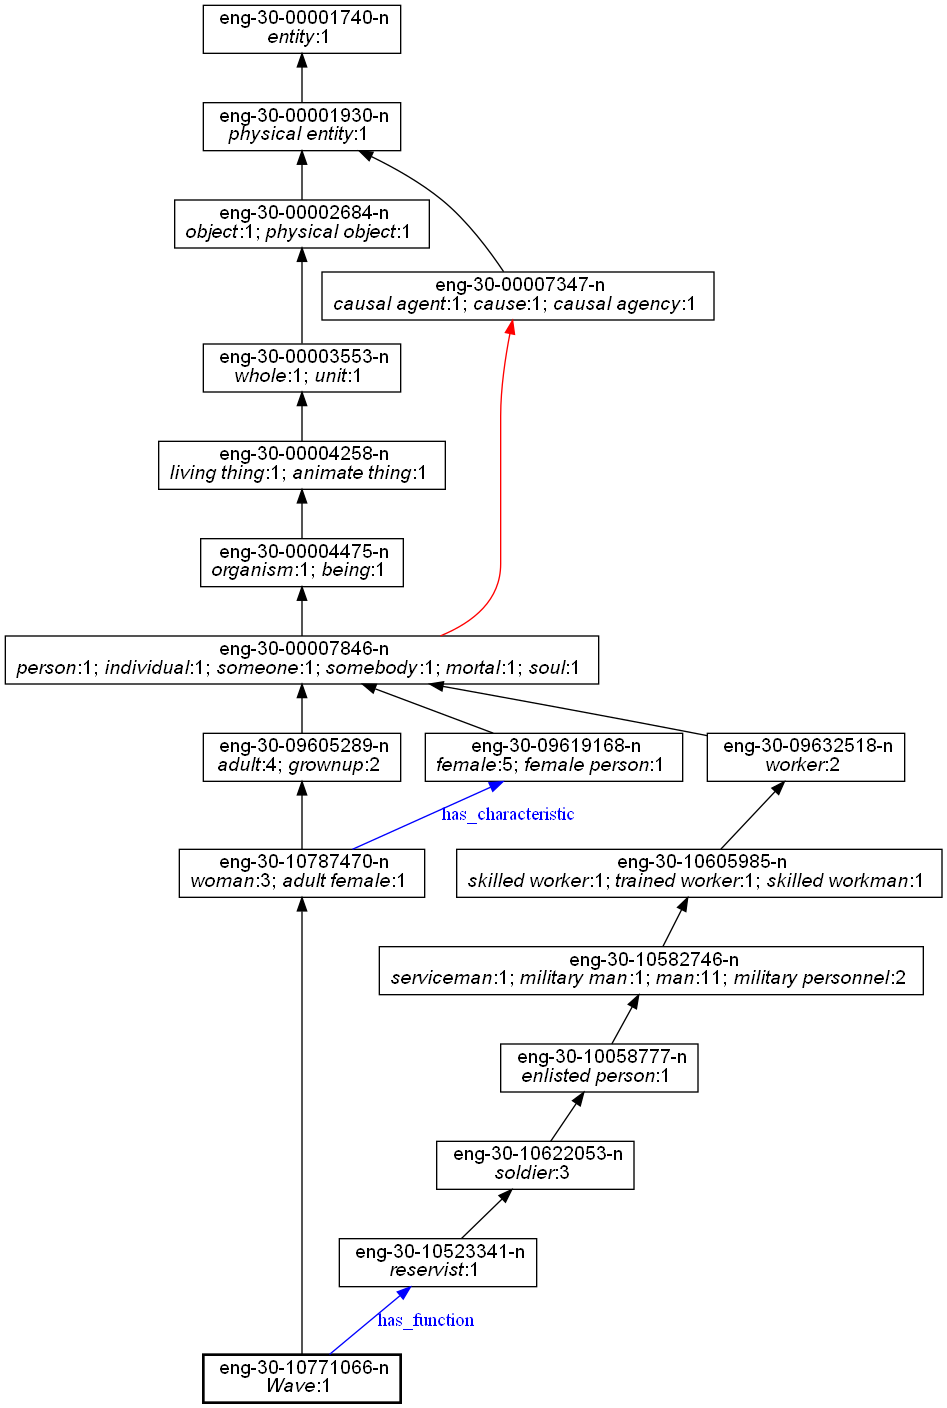 eng-30-00001740-n
entity:1
eng-30-00001930-n
physical entity:1
eng-30-00002684-n
object:1; physical object:1
eng-30-00007347-n
causal agent:1; cause:1; causal agency:1
eng-30-00003553-n
whole:1; unit:1
eng-30-00004258-n
living thing:1; animate thing:1
eng-30-00004475-n
organism:1; being:1
eng-30-00007846-n
person:1; individual:1; someone:1; somebody:1; mortal:1; soul:1
eng-30-09605289-n
adult:4; grownup:2
eng-30-09619168-n
female:5; female person:1
eng-30-09632518-n
worker:2
has_characteristic
eng-30-10787470-n
woman:3; adult female:1
eng-30-10605985-n
skilled worker:1; trained worker:1; skilled workman:1
eng-30-10582746-n
serviceman:1; military man:1; man:11; military personnel:2
eng-30-10058777-n
enlisted person:1
eng-30-10622053-n
soldier:3
eng-30-10523341-n
reservist:1
has_function
eng-30-10771066-n
Wave:1